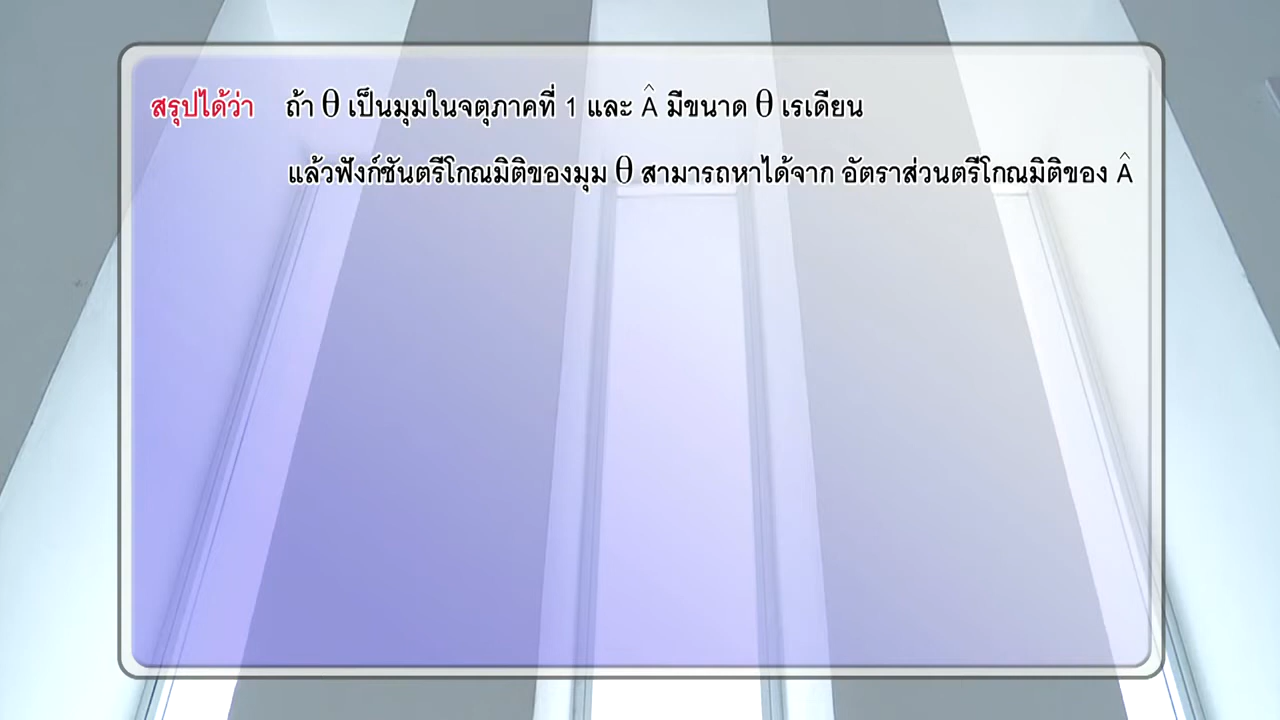 สรุปได้ว่า ถ้า θ เป็นมุมในจตุภาคที่ 1 และ Â มีขนาด θ เรเดียน
แล้วฟังก์ชันตรีโกณมิติของมุม θ สามารถหาได้จาก อัตราส่วนตรีโกณมิติของ Â